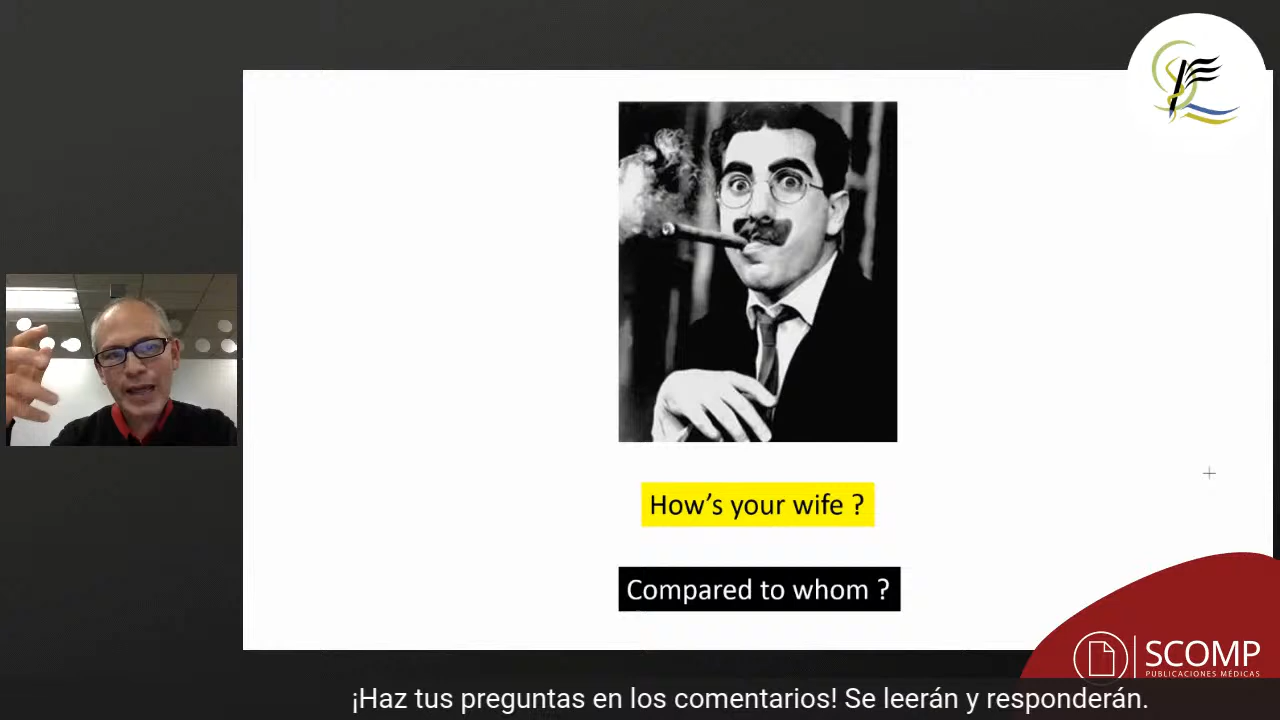 How's your wife ?
Compared to whom ?
SCOMP
PUBLICACIONES MÉDICAS
¡Haz tus preguntas en los comentarios! Se leerán y responderán.